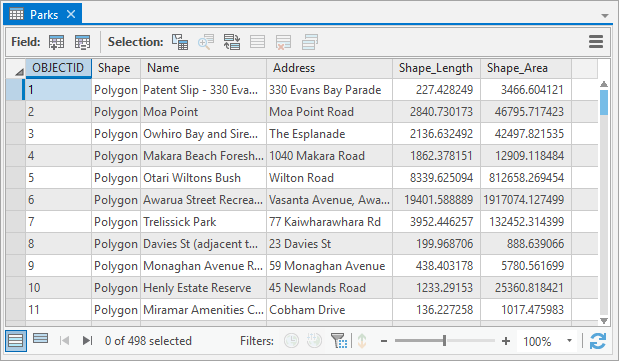 Parks
Field: Selection:
OBJECTID Shape Name Address Shape_Length Shape_Area
1 Polygon Patent Slip - 330 Eva... 330 Evans Bay Parade 227.428249 3466.604121
2 Polygon Moa Point Moa Point Road 2840.730173 46795.717423
3 Polygon Owhiro Bay and Sire... The Esplanade 2136.632492 42497.821535
4 Polygon Makara Beach Foresh... 1040 Makara Road 1862.378151 12909.118484
5 Polygon Otari Wiltons Bush Wilton Road 8339.625094 812658.269454
6 Polygon Awarua Street Recrea... Vasanta Avenue, Awa... 19401.588889 1917074.127499
7 Polygon Trelissick Park 77 Kaiwharawhara Rd 3952.446257 132452.314399
8 Polygon Davies St (adjacent t... 23 Davies St 199.968706 888.639066
9 Polygon Monaghan Avenue R... 59 Monaghan Avenue 438.403178 5780.561699
10 Polygon Henly Estate Reserve 45 Newlands Road 1233.29153 25360.818421
11 Polygon Miramar Amenities C... Cobham Drive 136.227258 1017.475983
0 of 498 selected Filters: 100%